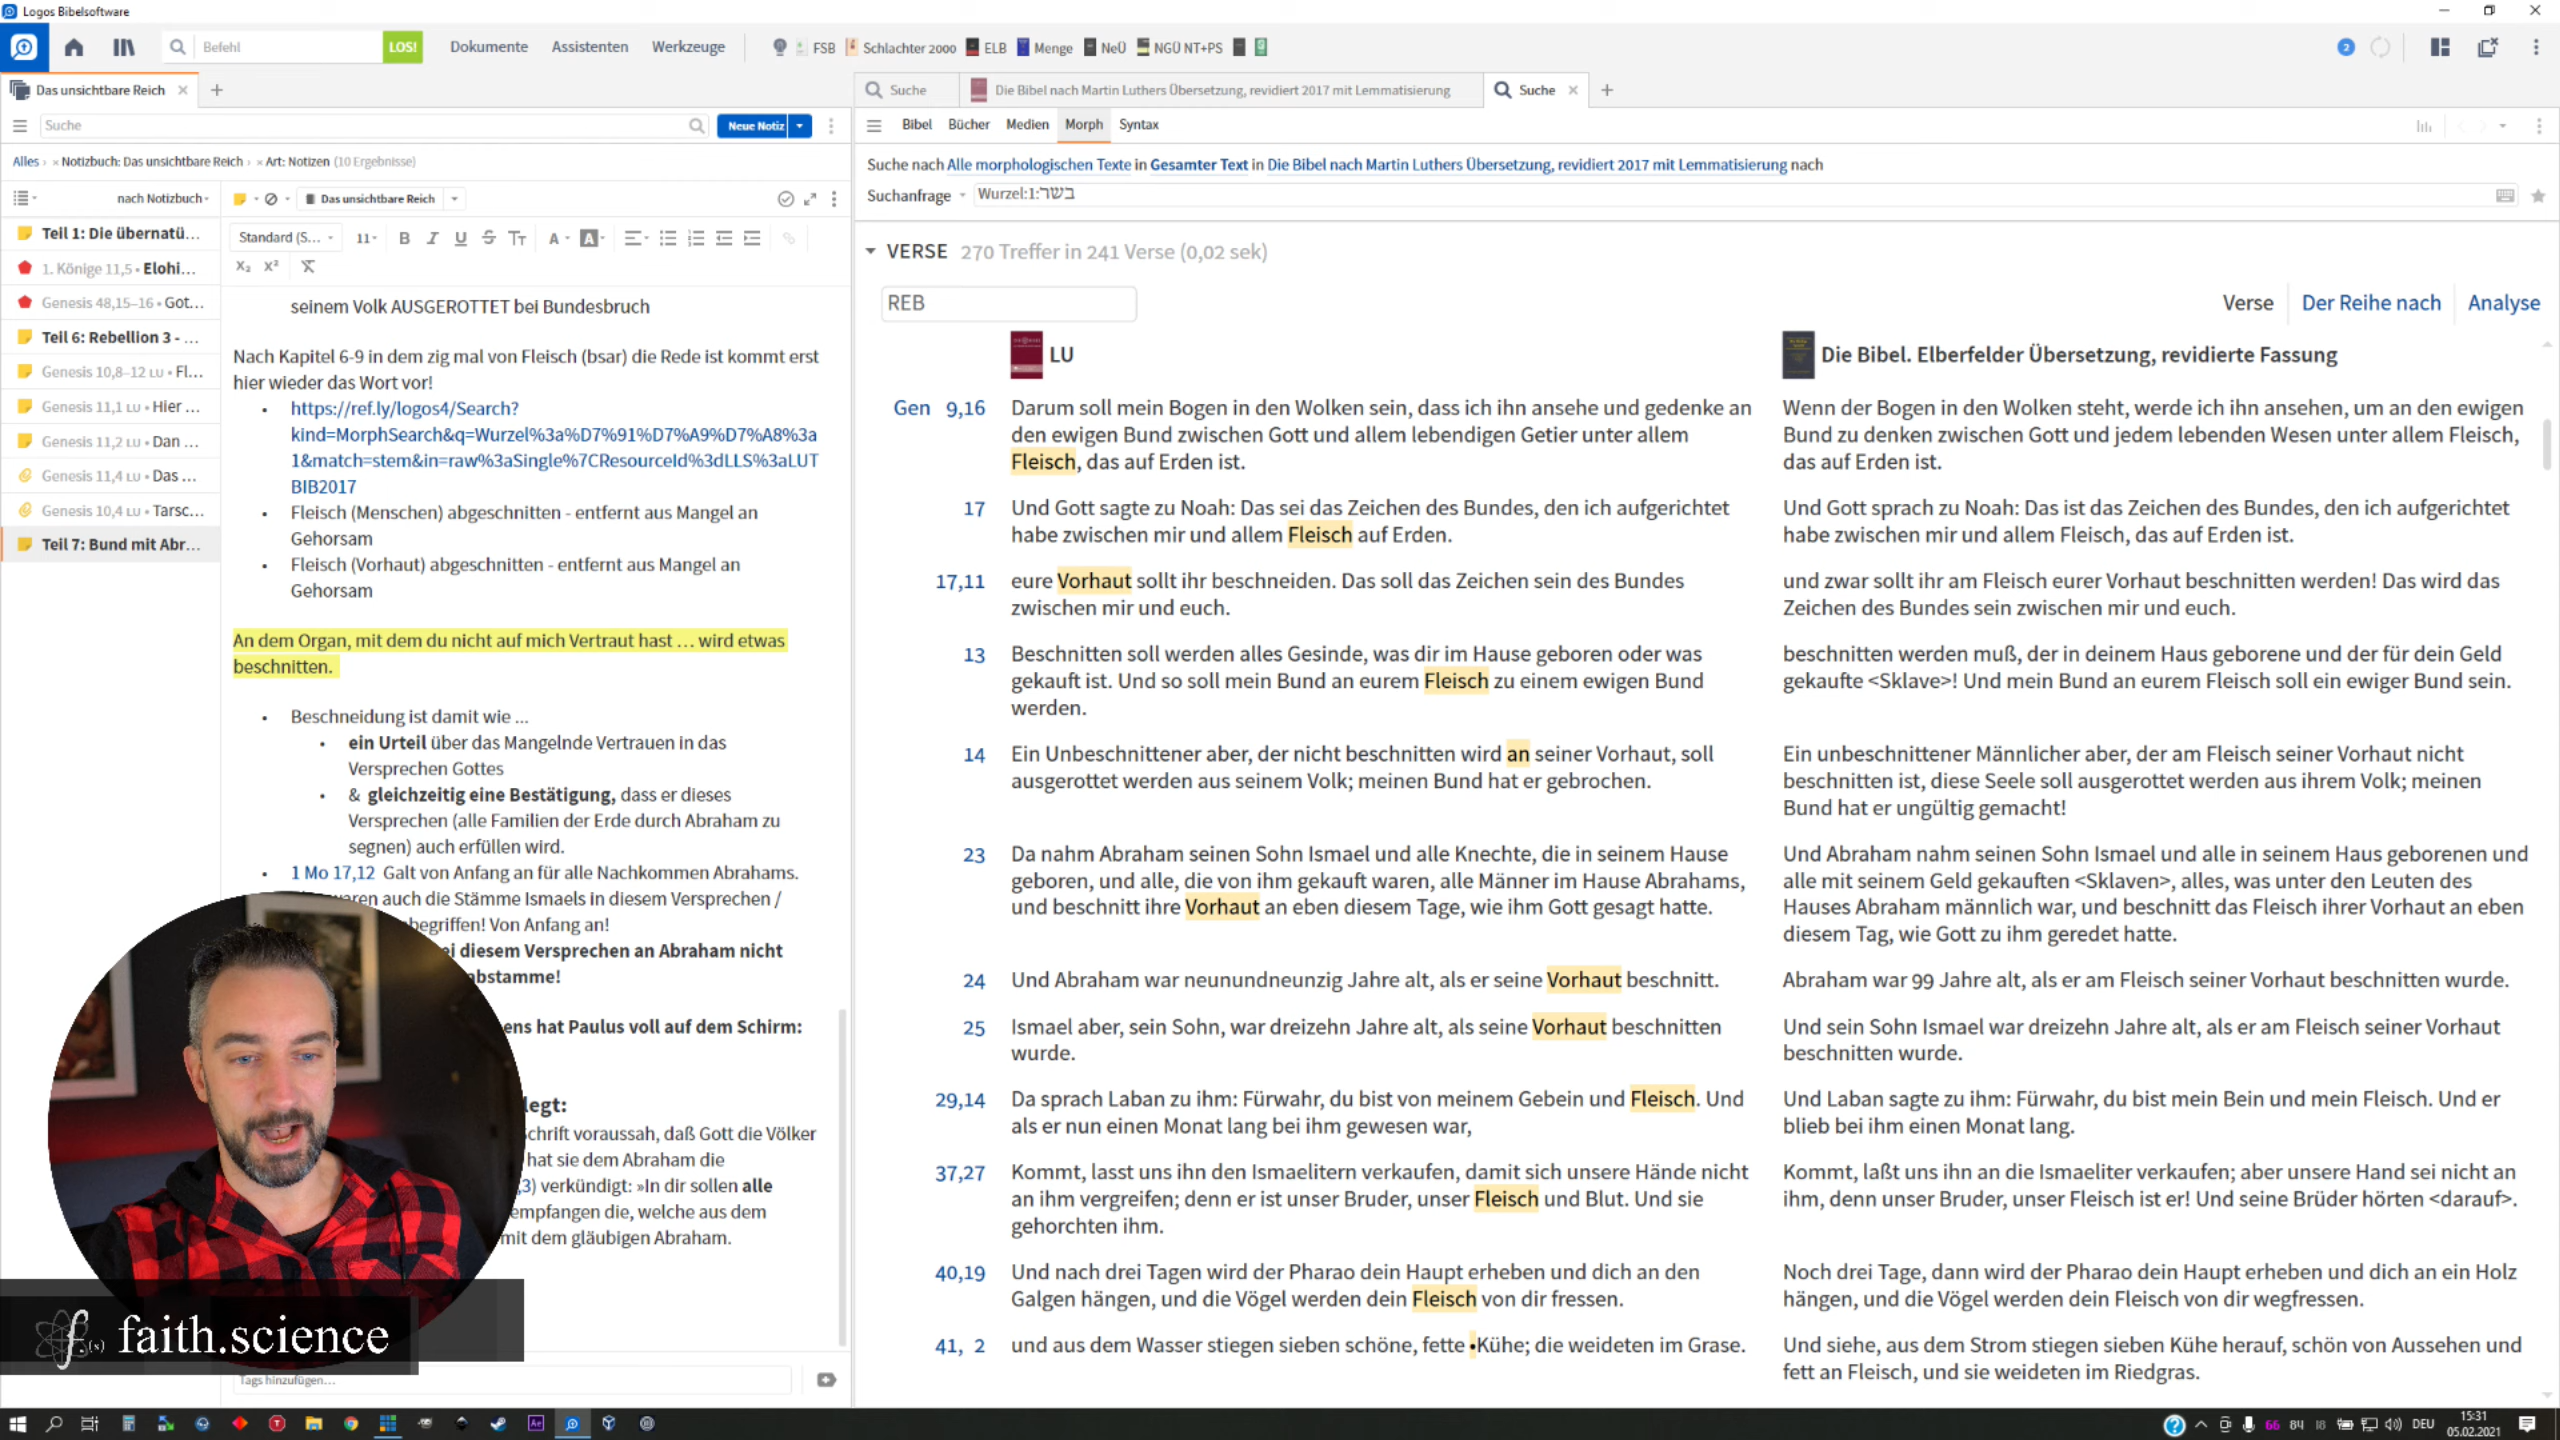 Logos Bibelsoftware
Befehl
LOS!
Dokumente
Assistenten
Werkzeuge
FSB
Schlachter 2000
ELB
Menge
NeÜ
NGÜ NT+PS
2
Das unsichtbare Reich
Suche
Neue Notiz
Alles › × Notizbuch: Das unsichtbare Reich › × Art: Notizen (10 Ergebnisse)
nach Notizbuch
Das unsichtbare Reich
Teil 1: Die übernatü...
1. Könige 11,5 • Elohi...
Genesis 48,15–16 • Got...
Teil 6: Rebellion 3 - ...
Genesis 10,8–12 LU • Fl...
Genesis 11,1 LU • Hier ...
Genesis 11,2 LU • Dan ...
Genesis 11,4 LU • Das ...
Genesis 10,4 LU • Tarsc...
Teil 7: Bund mit Abr...
Standard (S...
11
seinem Volk AUSGEROTTET bei Bundesbruch
Nach Kapitel 6-9 in dem zig mal von Fleisch (bsar) die Rede ist kommt erst
hier wieder das Wort vor!
• https://ref.ly/logos4/Search?
kind=MorphSearch&q=Wurzel%3a%D7%91%D7%A9%D7%A8%3a
1&match=stem&in=raw%3aSingle%7CResourceId%3dLLS%3aLUT
BIB2017
• Fleisch (Menschen) abgeschnitten - entfernt aus Mangel an
Gehorsam
• Fleisch (Vorhaut) abgeschnitten - entfernt aus Mangel an
Gehorsam
An dem Organ, mit dem du nicht auf mich Vertraut hast … wird etwas
beschnitten.
• Beschneidung ist damit wie ...
• ein Urteil über das Mangelnde Vertrauen in das
Versprechen Gottes
• & gleichzeitig eine Bestätigung, dass er dieses
Versprechen (alle Familien der Erde durch Abraham zu
segnen) auch erfüllen wird.
• 1 Mo 17,12 Galt von Anfang an für alle Nachkommen Abrahams.
auch die Stämme Ismaels in diesem Versprechen /
Von Anfang an!
diesem Versprechen an Abraham nicht
abstamme!
hat Paulus voll auf dem Schirm:
legt:
voraussah, daß Gott die Völker
hat sie dem Abraham die
,3) verkündigt: »In dir sollen alle
empfangen die, welche aus dem
mit dem gläubigen Abraham.
Tags hinzufügen...
faith.science
Suche
Die Bibel nach Martin Luthers Übersetzung, revidiert 2017 mit Lemmatisierung
Suche
Bibel
Bücher
Medien
Morph
Syntax
Suche nach Alle morphologischen Texte in Gesamter Text in Die Bibel nach Martin Luthers Übersetzung, revidiert 2017 mit Lemmatisierung nach
Suchanfrage
Wurzel:בשר:1
VERSE 270 Treffer in 241 Verse (0,02 sek)
REB
Verse
Der Reihe nach
Analyse
LU
Die Bibel. Elberfelder Übersetzung, revidierte Fassung
Gen 9,16
Darum soll mein Bogen in den Wolken sein, dass ich ihn ansehe und gedenke an
den ewigen Bund zwischen Gott und allem lebendigen Getier unter allem
Fleisch, das auf Erden ist.
Wenn der Bogen in den Wolken steht, werde ich ihn ansehen, um an den ewigen
Bund zu denken zwischen Gott und jedem lebenden Wesen unter allem Fleisch,
das auf Erden ist.
17
Und Gott sagte zu Noah: Das sei das Zeichen des Bundes, den ich aufgerichtet
habe zwischen mir und allem Fleisch auf Erden.
Und Gott sprach zu Noah: Das ist das Zeichen des Bundes, den ich aufgerichtet
habe zwischen mir und allem Fleisch, das auf Erden ist.
17,11
eure Vorhaut sollt ihr beschneiden. Das soll das Zeichen sein des Bundes
zwischen mir und euch.
und zwar sollt ihr am Fleisch eurer Vorhaut beschnitten werden! Das wird das
Zeichen des Bundes sein zwischen mir und euch.
13
Beschnitten soll werden alles Gesinde, was dir im Hause geboren oder was
gekauft ist. Und so soll mein Bund an eurem Fleisch zu einem ewigen Bund
werden.
beschnitten werden muß, der in deinem Haus geborene und der für dein Geld
gekaufte <Sklave>! Und mein Bund an eurem Fleisch soll ein ewiger Bund sein.
14
Ein Unbeschnittener aber, der nicht beschnitten wird an seiner Vorhaut, soll
ausgerottet werden aus seinem Volk; meinen Bund hat er gebrochen.
Ein unbeschnittener Männlicher aber, der am Fleisch seiner Vorhaut nicht
beschnitten ist, diese Seele soll ausgerottet werden aus ihrem Volk; meinen
Bund hat er ungültig gemacht!
23
Da nahm Abraham seinen Sohn Ismael und alle Knechte, die in seinem Hause
geboren, und alle, die von ihm gekauft waren, alle Männer im Hause Abrahams,
und beschnitt ihre Vorhaut an eben diesem Tage, wie ihm Gott gesagt hatte.
Und Abraham nahm seinen Sohn Ismael und alle in seinem Haus geborenen und
alle mit seinem Geld gekauften <Sklaven>, alles, was unter den Leuten des
Hauses Abraham männlich war, und beschnitt das Fleisch ihrer Vorhaut an eben
diesem Tag, wie Gott zu ihm geredet hatte.
24
Und Abraham war neunundneunzig Jahre alt, als er seine Vorhaut beschnitt.
Abraham war 99 Jahre alt, als er am Fleisch seiner Vorhaut beschnitten wurde.
25
Ismael aber, sein Sohn, war dreizehn Jahre alt, als seine Vorhaut beschnitten
wurde.
Und sein Sohn Ismael war dreizehn Jahre alt, als er am Fleisch seiner Vorhaut
beschnitten wurde.
29,14
Da sprach Laban zu ihm: Fürwahr, du bist von meinem Gebein und Fleisch. Und
als er nun einen Monat lang bei ihm gewesen war,
Und Laban sagte zu ihm: Fürwahr, du bist mein Bein und mein Fleisch. Und er
blieb bei ihm einen Monat lang.
37,27
Kommt, lasst uns ihn den Ismaelitern verkaufen, damit sich unsere Hände nicht
an ihm vergreifen; denn er ist unser Bruder, unser Fleisch und Blut. Und sie
gehorchten ihm.
Kommt, laßt uns ihn an die Ismaeliter verkaufen; aber unsere Hand sei nicht an
ihm, denn unser Bruder, unser Fleisch ist er! Und seine Brüder hörten <darauf>.
40,19
Und nach drei Tagen wird der Pharao dein Haupt erheben und dich an den
Galgen hängen, und die Vögel werden dein Fleisch von dir fressen.
Noch drei Tage, dann wird der Pharao dein Haupt erheben und dich an ein Holz
hängen, und die Vögel werden dein Fleisch von dir wegfressen.
41, 2
und aus dem Wasser stiegen sieben schöne, fette •Kühe; die weideten im Grase.
Und siehe, aus dem Strom stiegen sieben Kühe herauf, schön von Aussehen und
fett an Fleisch, und sie weideten im Riedgras.
66
84
18
DEU
15:31
05.02.2021